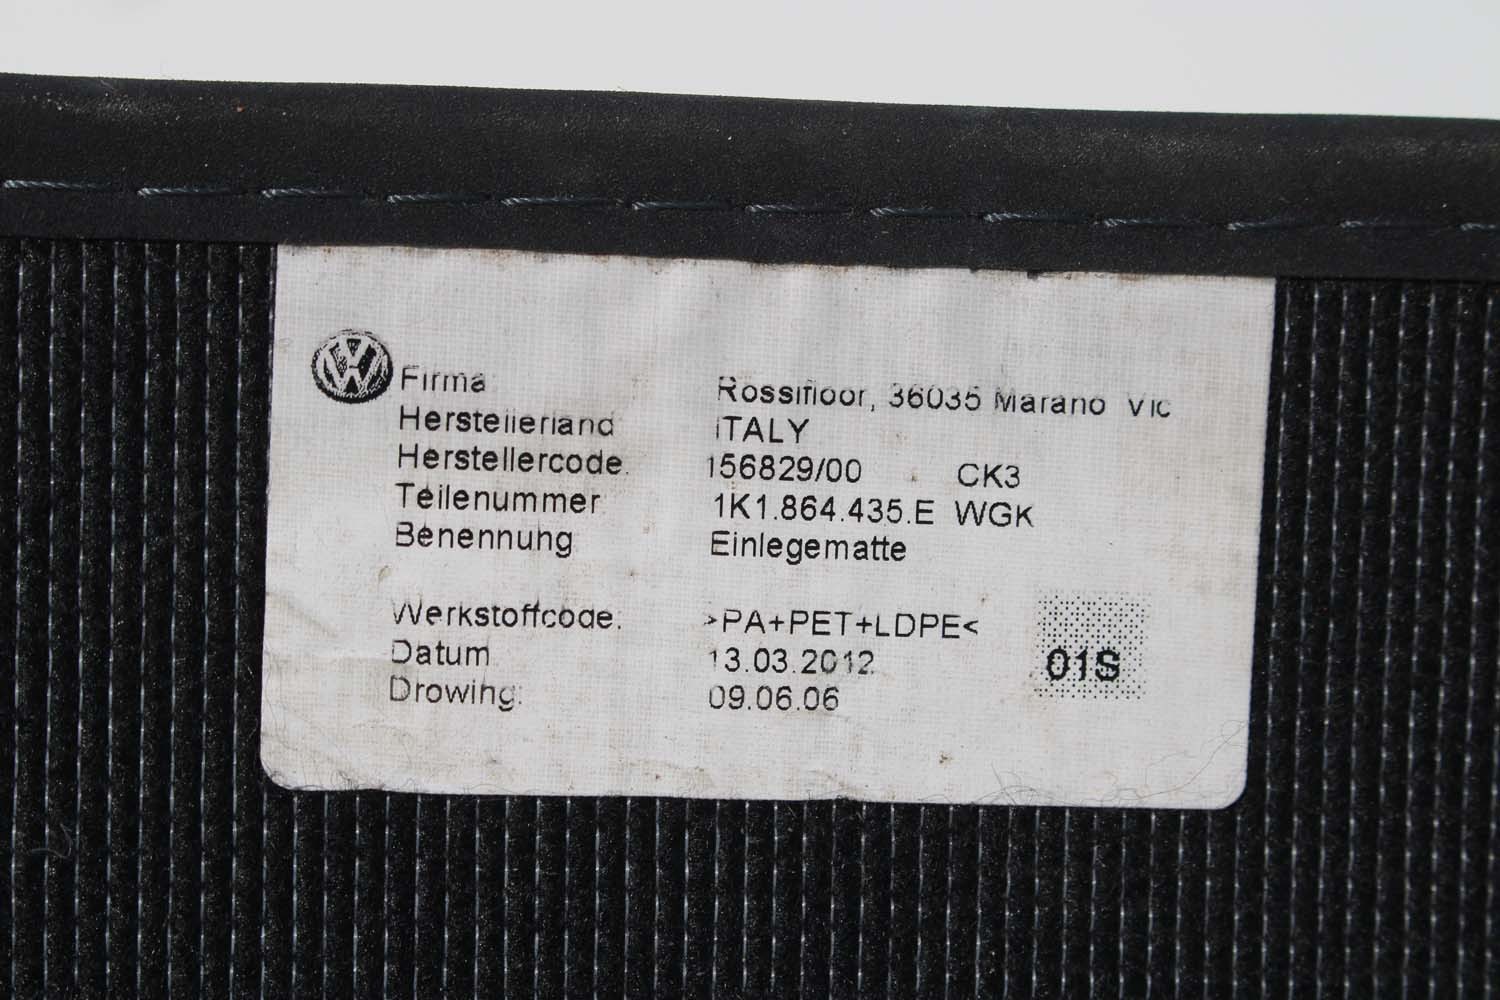 Firma: Rossifloor, 36035 Marano Vic
Herstellerland ITALY
Herstellercode: 156829/00 CK3
Teilenummer 1K1.864.435.E WGK
Benennung Einlegematte
Werkstoffcode: >PA+PET+LDPE<
Datum 13.03.2012
Drowing: 09.06.06
01S